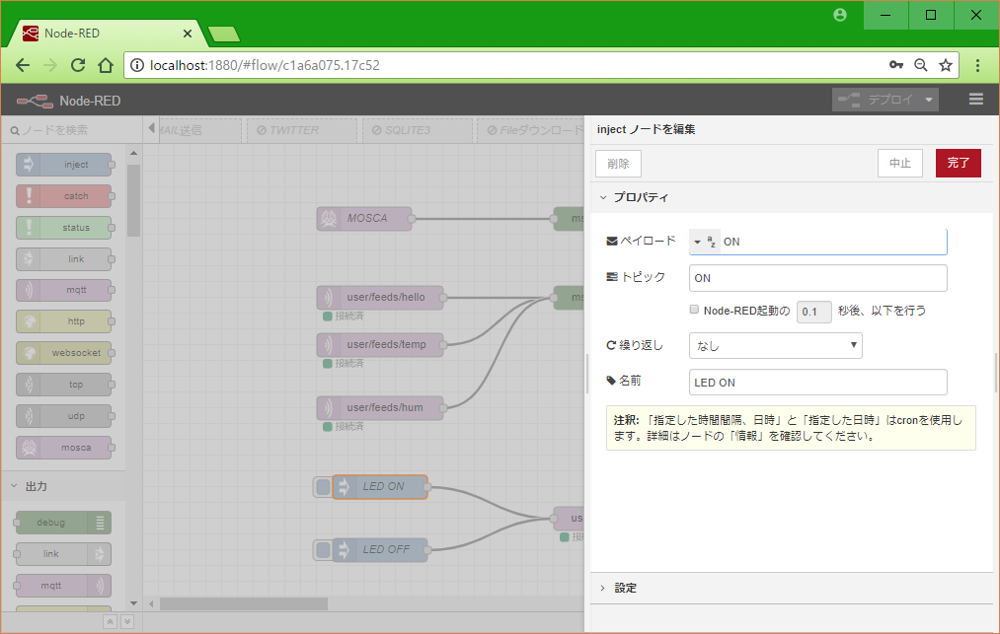 Node-RED
localhost:1880/#flow/c1a6a075.17c52
Node-RED
デプロイ
ノードを検索
AIL送信
TWITTER
SQLITE3
Fileダウンロード
inject ノードを編集
削除
中止
完了
プロパティ
ペイロード
ON
トピック
ON
Node-RED起動の 0.1 秒後、以下を行う
繰り返し
なし
名前
LED ON
注釈: 「指定した時間間隔、日時」と「指定した日時」はcronを使用し
ます。詳細はノードの「情報」を確認してください。
設定
inject
catch
status
link
mqtt
http
websocket
tcp
udp
mosca
出力
debug
link
mqtt
MOSCA
ms
user/feeds/hello
接続済
ms
user/feeds/temp
接続済
user/feeds/hum
接続済
LED ON
LED OFF
us
接